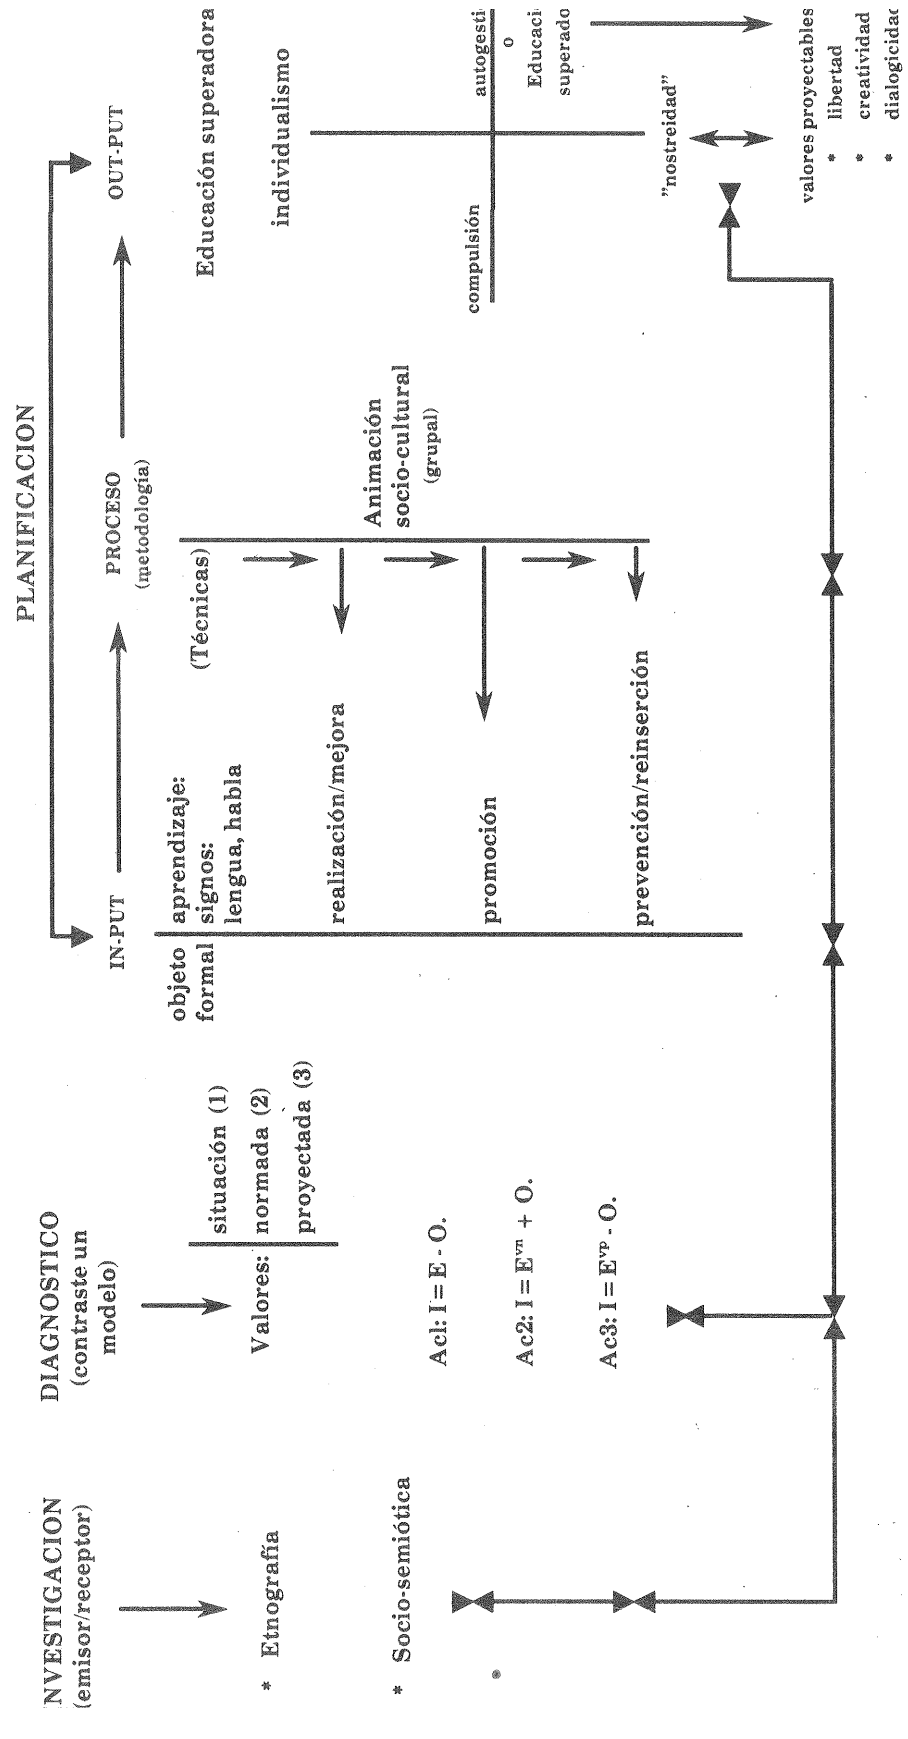 NVESTIGACION
(emisor/receptor)
* Etnografía
* Socio-semiótica
DIAGNOSTICO
(contraste un
modelo)
situación (1)
Valores: normada (2)
proyectada (3)
Ac1: I = E - O.
Ac2: I = Eᵛⁿ + O.
Ac3: I = Eᵛᵖ - O.
PLANIFICACION
IN-PUT
PROCESO
(metodología)
OUT-PUT
objeto
formal
aprendizaje:
signos:
lengua, habla
(Técnicas)
realización/mejora
promoción
prevención/reinserción
Animación
socio-cultural
(grupal)
Educación superadora
individualismo
compulsión
autogesti
o
Educaci
superado
"nostreidad"
valores proyectables
* libertad
* creatividad
* dialogicidad